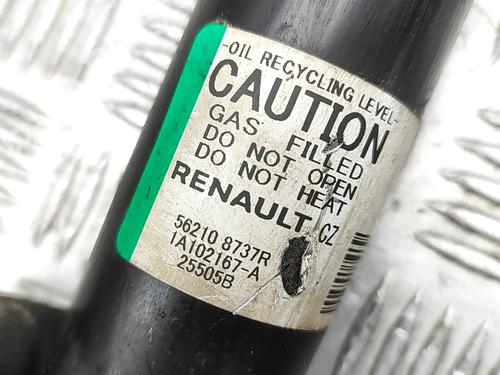 -OIL RECYCLING LEVEL-
CAUTION
GAS FILLED
DO NOT OPEN
DO NOT HEAT
RENAULT CZ
56210 8737R
1A102167-A
25505B